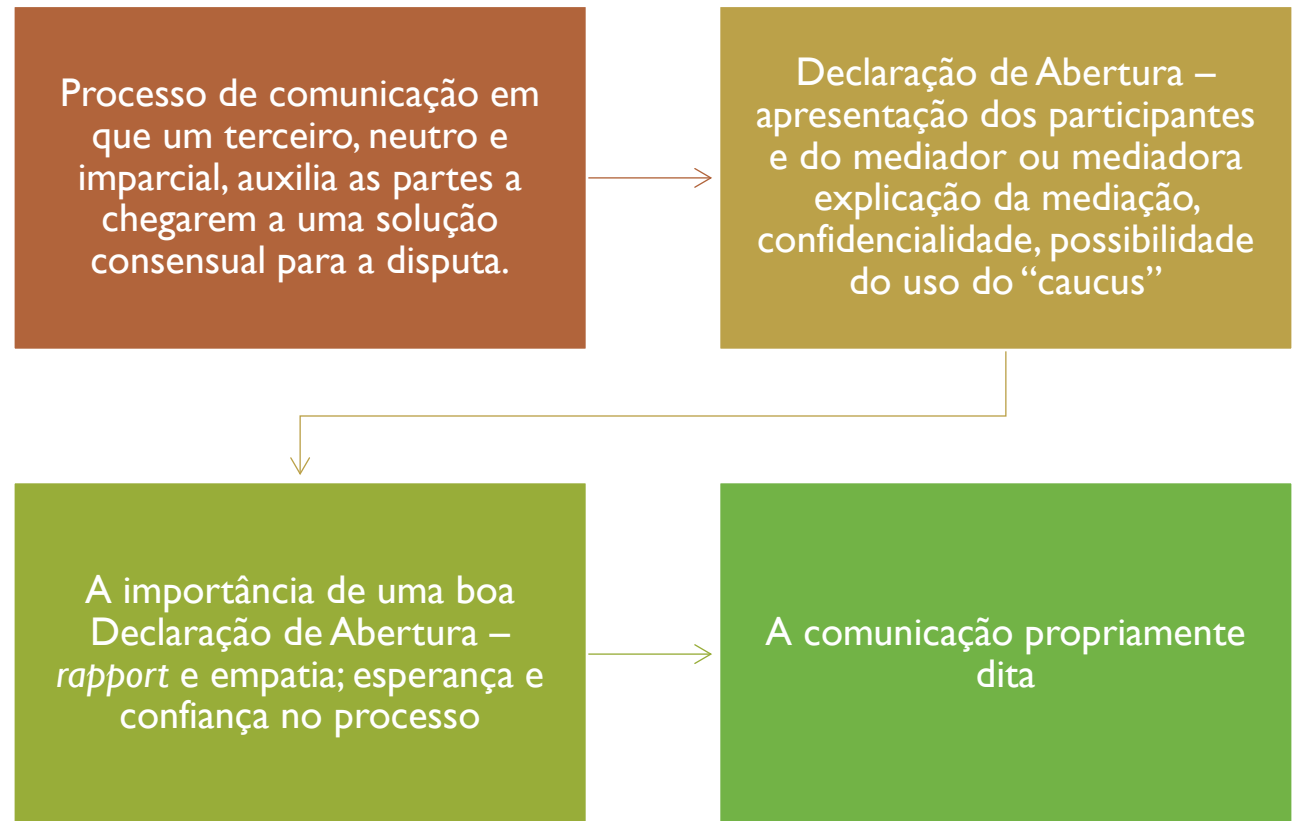 Processo de comunicação em
que um terceiro, neutro e
imparcial, auxilia as partes a
chegarem a uma solução
consensual para a disputa.
Declaração de Abertura –
apresentação dos participantes
e do mediador ou mediadora
explicação da mediação,
confidencialidade, possibilidade
do uso do “caucus”
A importância de uma boa
Declaração de Abertura –
rapport e empatia; esperança e
confiança no processo
A comunicação propriamente
dita